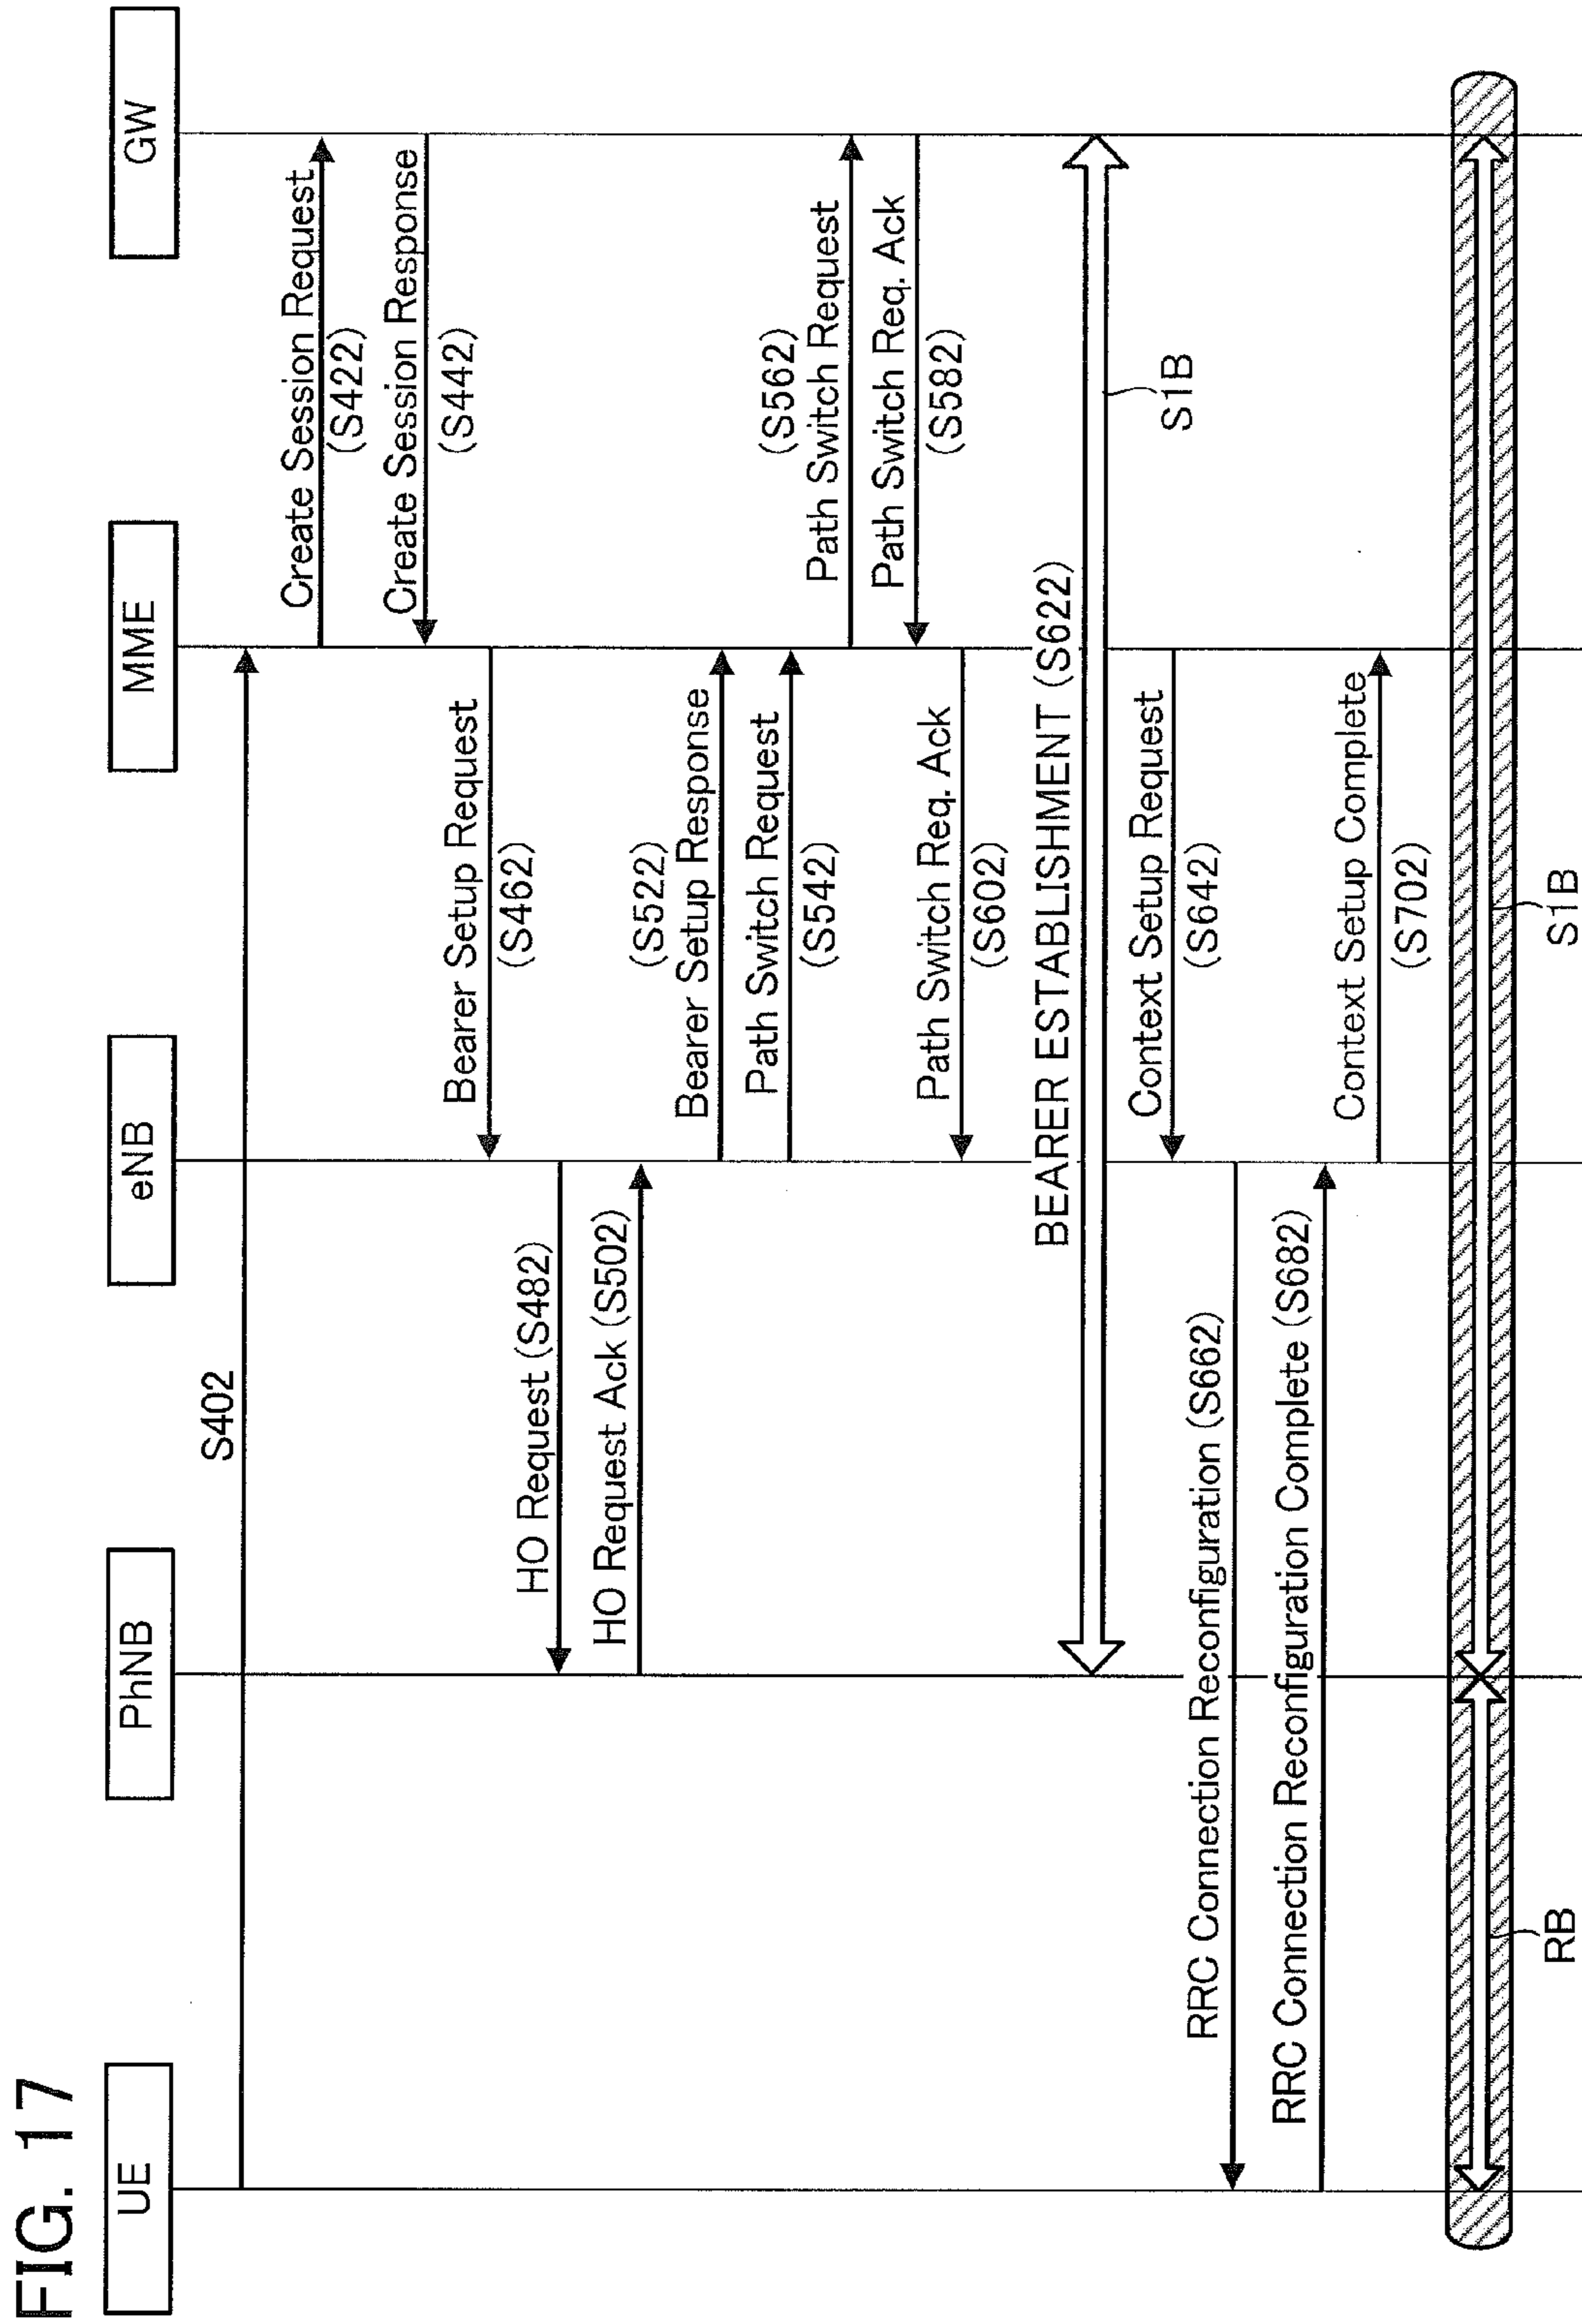 FIG. 17
UE
PhNB
eNB
MME
GW
S402
Create Session Request
(S422)
Create Session Response
(S442)
Bearer Setup Request
(S462)
HO Request (S482)
HO Request Ack (S502)
(S522)
Bearer Setup Response
Path Switch Request
(S542)
(S562)
Path Switch Request
Path Switch Req. Ack
(S582)
Path Switch Req. Ack
(S602)
BEARER ESTABLISHMENT (S622)
S1B
Context Setup Request
(S642)
RRC Connection Reconfiguration (S662)
RRC Connection Reconfiguration Complete (S682)
Context Setup Complete
(S702)
RB
S1B